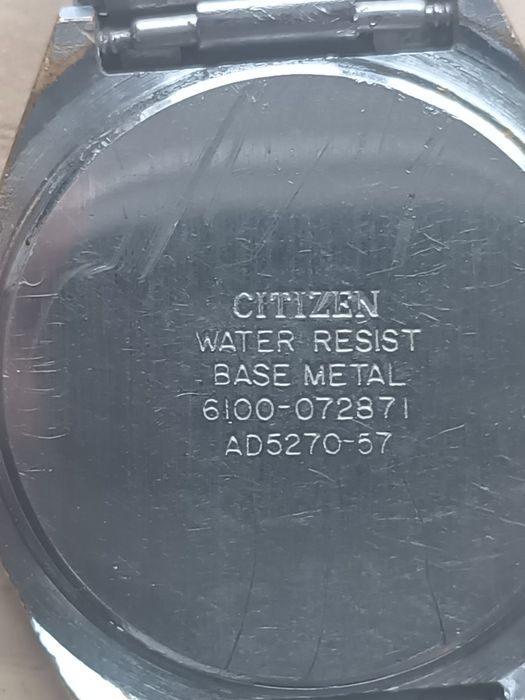 CITIZEN
WATER RESIST
BASE METAL
6100-072871
AD5270-57